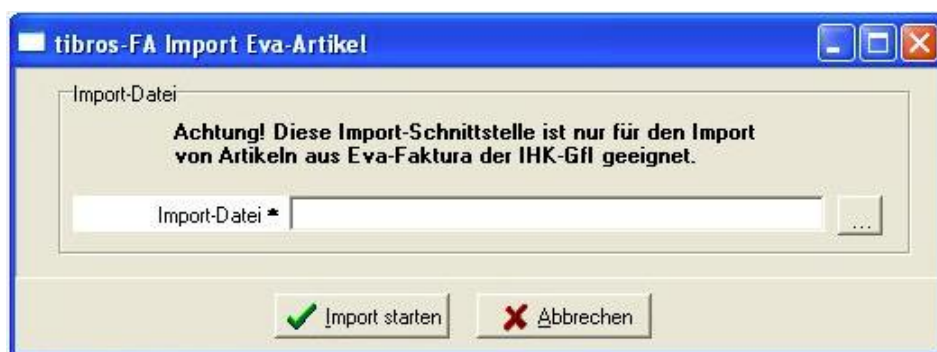 tibros-FA Import Eva-Artikel
Import-Datei
Achtung! Diese Import-Schnittstelle ist nur für den Import
von Artikeln aus Eva-Faktura der IHK-GfI geeignet.
Import-Datei * ...
Import starten Abbrechen